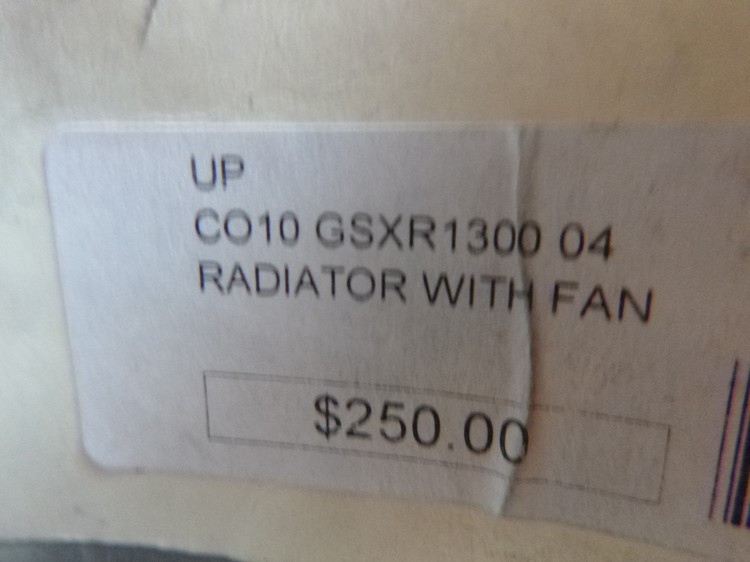 UP
CO10 GSXR1300 04
RADIATOR WITH FAN
$250.00